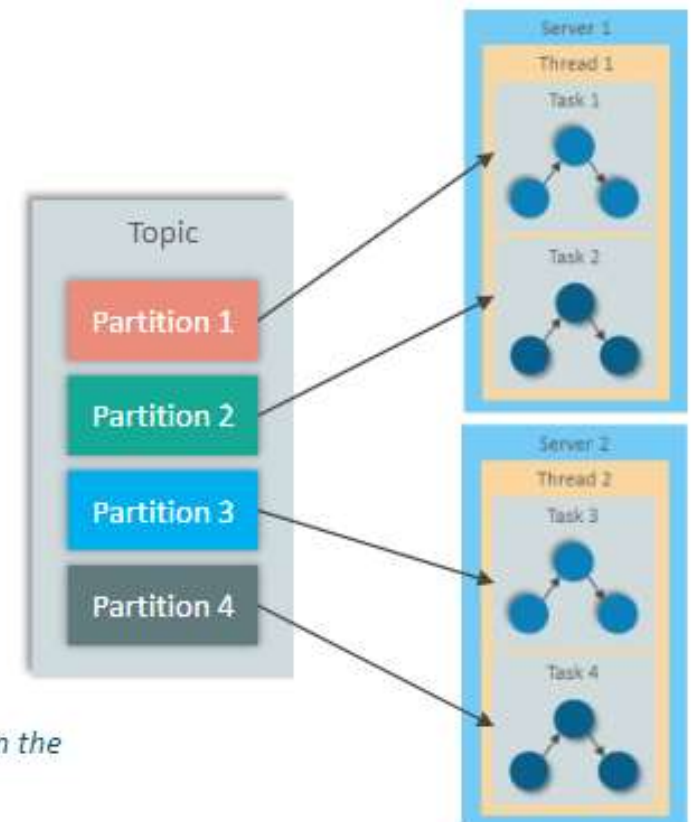 Topic
Partition 1
Partition 2
Partition 3
Partition 4
Server 1
Thread 1
Task 1
Task 2
Server 2
Thread 2
Task 3
Task 4
the